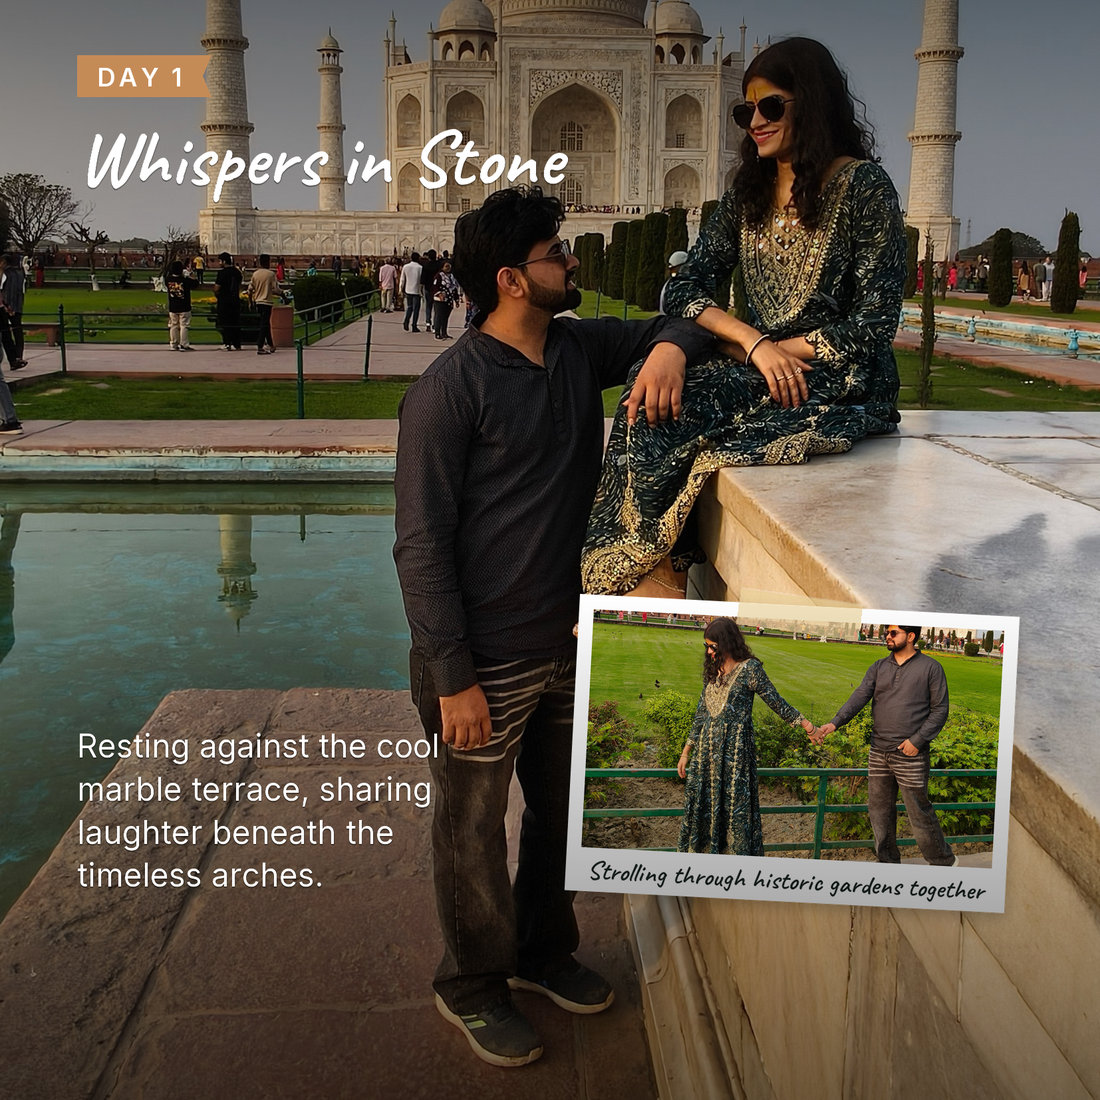 DAY 1
Whispers in Stone
Resting against the cool
marble terrace, sharing
laughter beneath the
timeless arches.
Strolling through historic gardens together